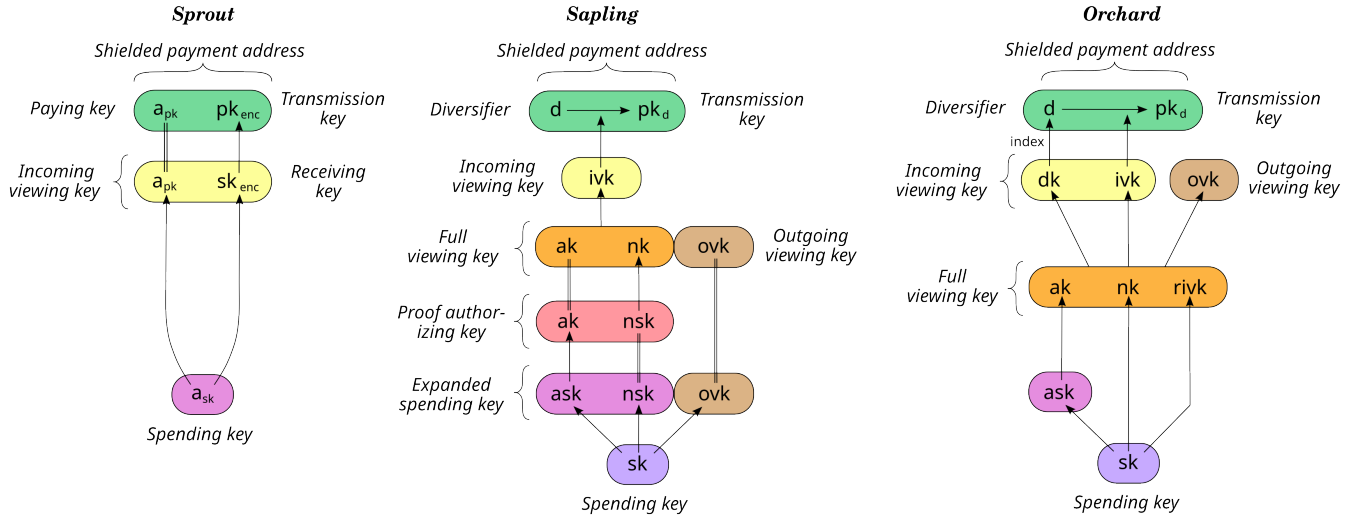 Sprout
Shielded payment address
Paying key
a_pk
pk_enc
Transmission
key
Incoming
viewing key
a_pk
sk_enc
Receiving
key
a_sk
Spending key
Sapling
Shielded payment address
Diversifier
d
pk_d
Transmission
key
Incoming
viewing key
ivk
Full
viewing key
ak
nk
ovk
Outgoing
viewing key
Proof author-
izing key
ak
nsk
Expanded
spending key
ask
nsk
ovk
sk
Spending key
Orchard
Shielded payment address
Diversifier
d
pk_d
Transmission
key
index
Incoming
viewing key
dk
ivk
ovk
Outgoing
viewing key
Full
viewing key
ak
nk
rivk
ask
sk
Spending key